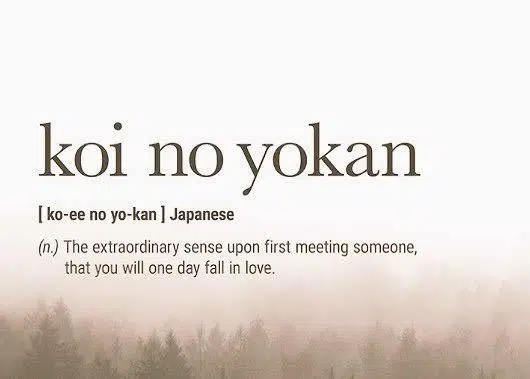 koi no yokan
[ ko-ee no yo-kan ] Japanese
(n.) The extraordinary sense upon first meeting someone,
that you will one day fall in love.